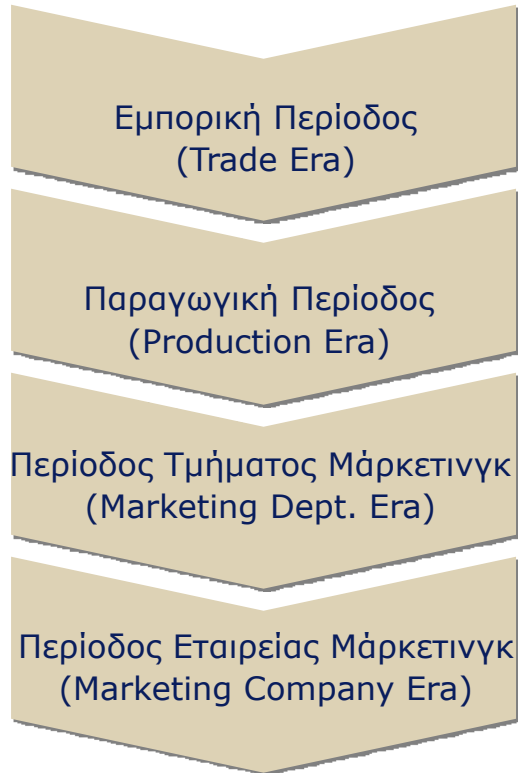 Εμπορική Περίοδος
(Trade Era)
Παραγωγική Περίοδος
(Production Era)
Περίοδος Τμήματος Μάρκετινγκ
(Marketing Dept. Era)
Περίοδος Εταιρείας Μάρκετινγκ
(Marketing Company Era)